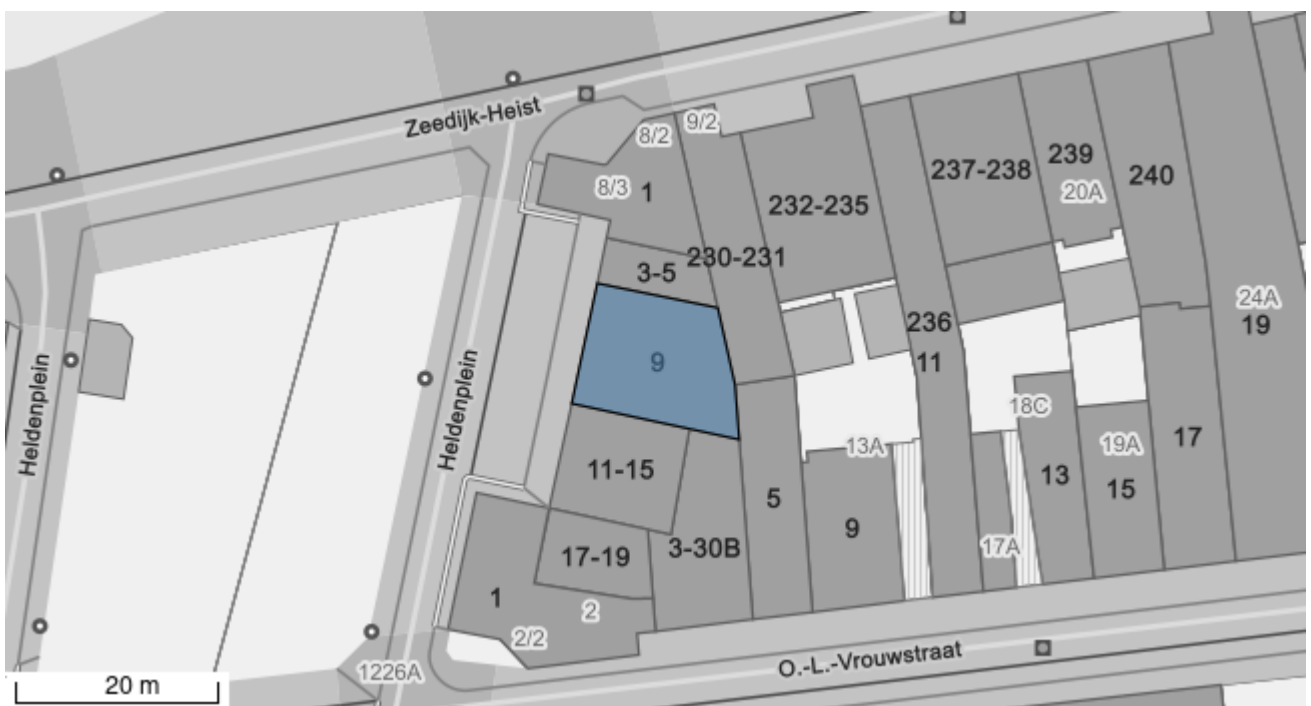 Zeedijk-Heist
8/2
9/2
8/3
1
237-238
239
20A
240
232-235
230-231
3-5
24A
19
236
11
9
Heldenplein
Heldenplein
18C
13A
19A
17
11-15
5
13
15
9
17-19
3-30B
17A
1
2
2/2
1226A
O.-L.-Vrouwstraat
20 m